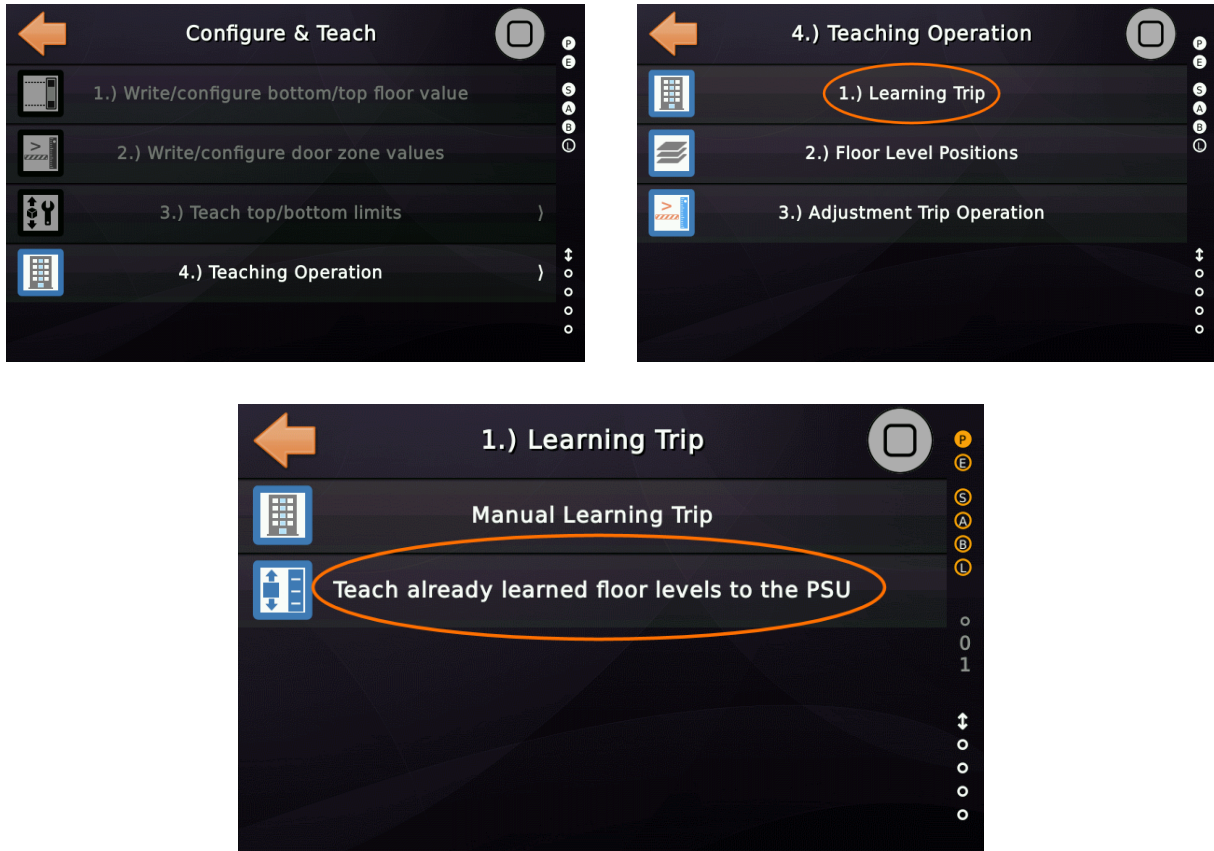 Configure & Teach
1.) Write/configure bottom/top floor value
2.) Write/configure door zone values
3.) Teach top/bottom limits ⟩
4.) Teaching Operation ⟩
P
E
S
A
B
L
4.) Teaching Operation
1.) Learning Trip
2.) Floor Level Positions
3.) Adjustment Trip Operation
P
E
S
A
B
L
1.) Learning Trip
Manual Learning Trip
Teach already learned floor levels to the PSU
P
E
S
A
B
L
0
1